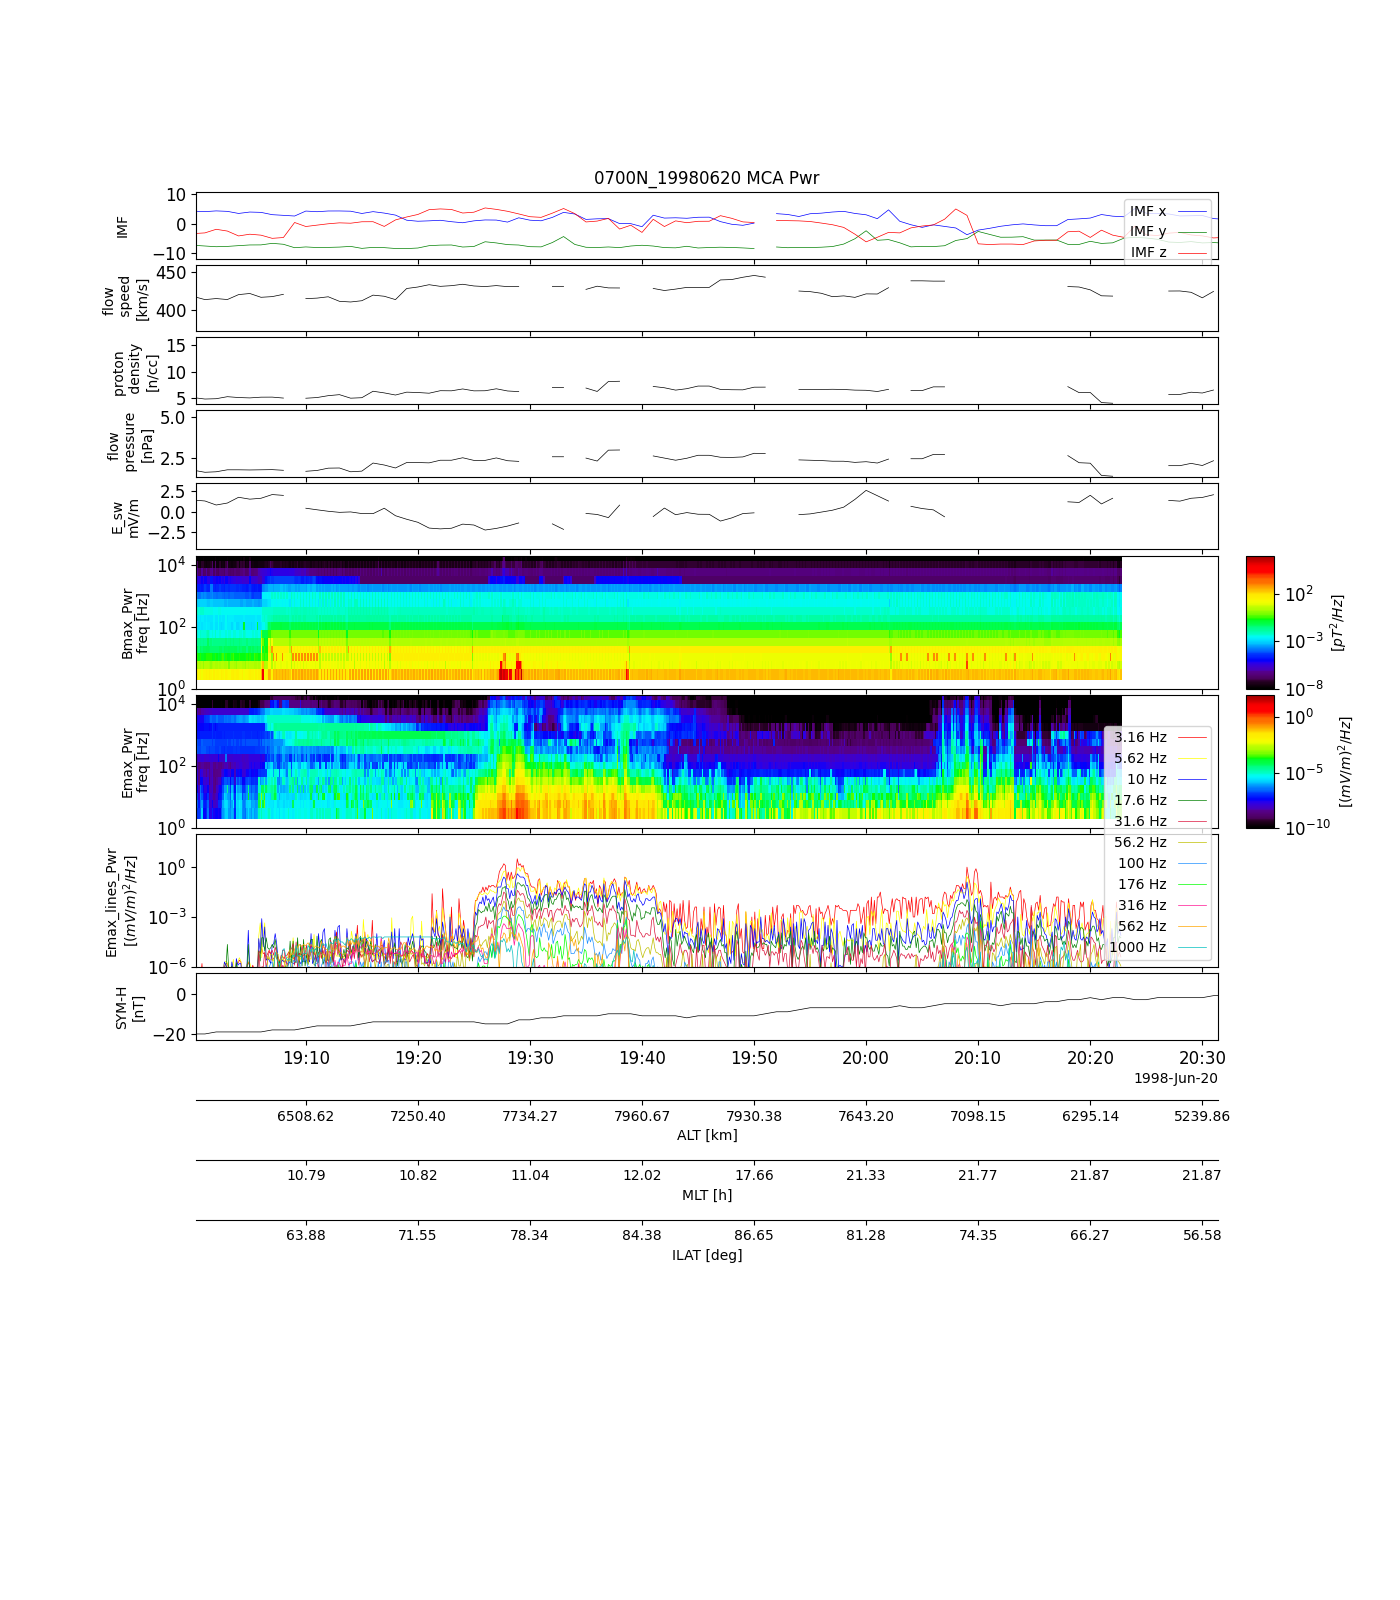 0700N_19980620 MCA Pwr
10
0
−10
IMF
IMF x
IMF y
IMF z
450
400
flow
speed
[km/s]
15
10
5
proton
density
[n/cc]
5.0
2.5
flow
pressure
[nPa]
2.5
0.0
−2.5
E_sw
mV/m
10^4
10^2
10^0
Bmax_Pwr
freq [Hz]
10^2
10^−3
10^−8
[pT^2/Hz]
10^4
10^2
10^0
Emax_Pwr
freq [Hz]
10^0
10^−5
10^−10
[(mV/m)^2/Hz]
3.16 Hz
5.62 Hz
10 Hz
17.6 Hz
31.6 Hz
56.2 Hz
100 Hz
176 Hz
316 Hz
562 Hz
1000 Hz
10^0
10^−3
10^−6
Emax_lines_Pwr
[(mV/m)^2/Hz]
0
−20
SYM-H
[nT]
19:10 19:20 19:30 19:40 19:50 20:00 20:10 20:20 20:30
1998-Jun-20
6508.62 7250.40 7734.27 7960.67 7930.38 7643.20 7098.15 6295.14 5239.86
ALT [km]
10.79 10.82 11.04 12.02 17.66 21.33 21.77 21.87 21.87
MLT [h]
63.88 71.55 78.34 84.38 86.65 81.28 74.35 66.27 56.58
ILAT [deg]